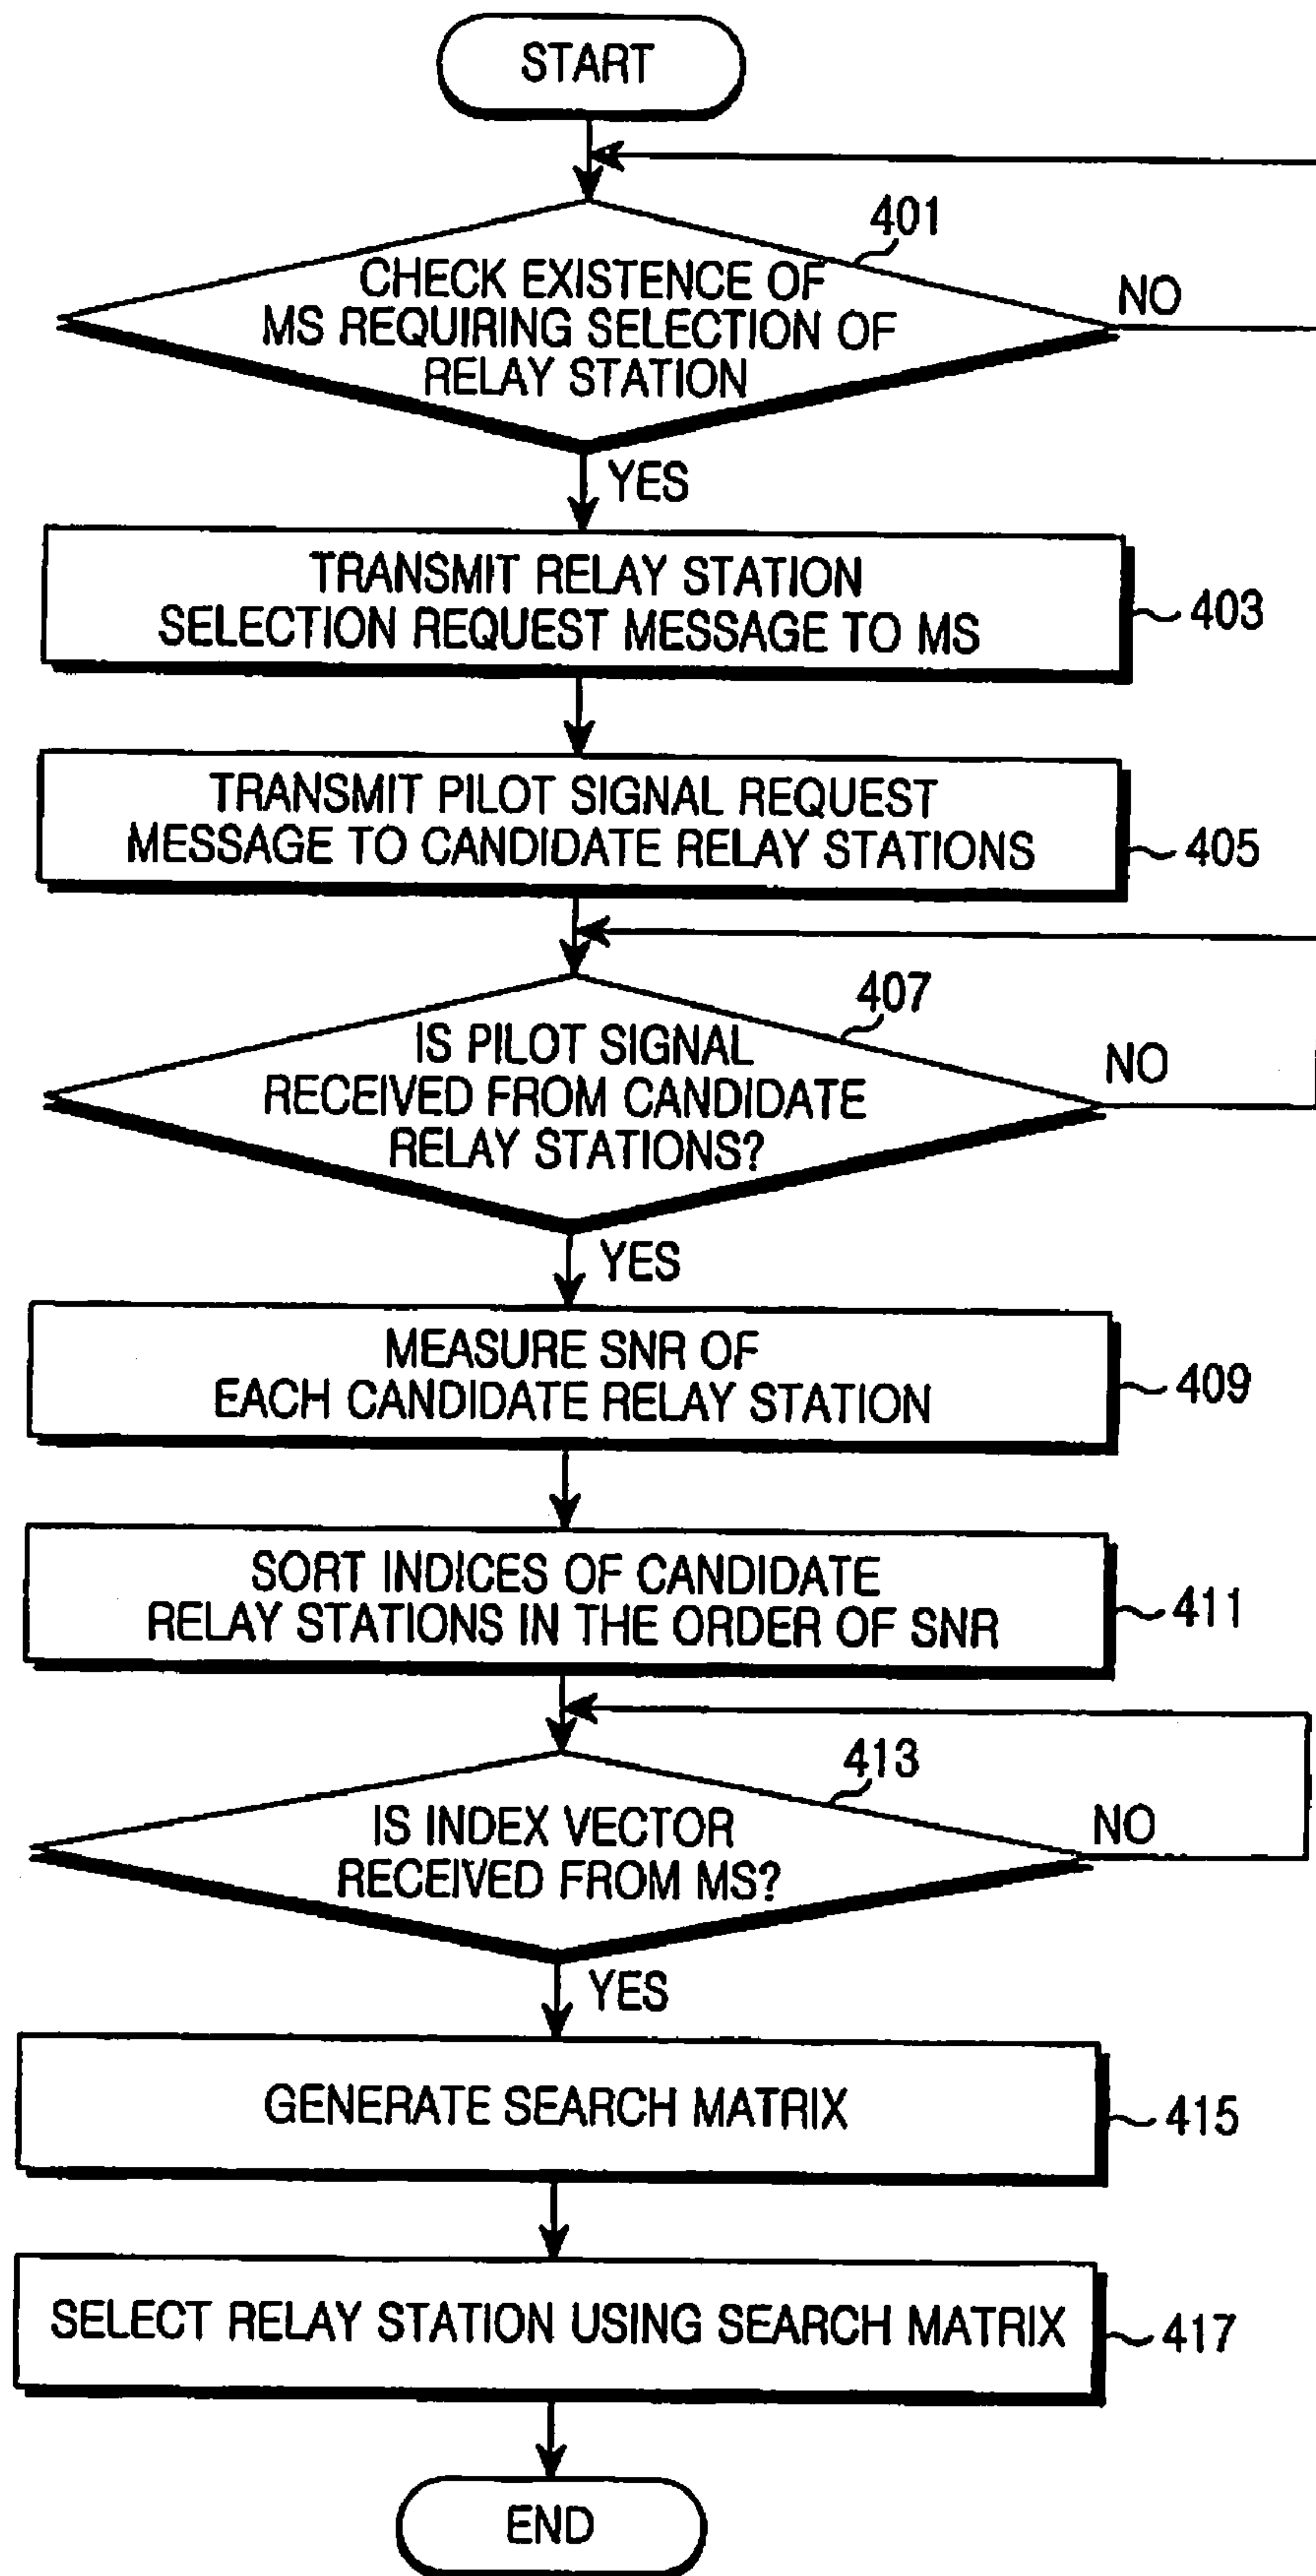 START
401
CHECK EXISTENCE OF
MS REQUIRING SELECTION OF
RELAY STATION
NO
YES
TRANSMIT RELAY STATION
SELECTION REQUEST MESSAGE TO MS
403
TRANSMIT PILOT SIGNAL REQUEST
MESSAGE TO CANDIDATE RELAY STATIONS
405
407
IS PILOT SIGNAL
RECEIVED FROM CANDIDATE
RELAY STATIONS?
NO
YES
MEASURE SNR OF
EACH CANDIDATE RELAY STATION
409
SORT INDICES OF CANDIDATE
RELAY STATIONS IN THE ORDER OF SNR
411
413
IS INDEX VECTOR
RECEIVED FROM MS?
NO
YES
GENERATE SEARCH MATRIX
415
SELECT RELAY STATION USING SEARCH MATRIX
417
END